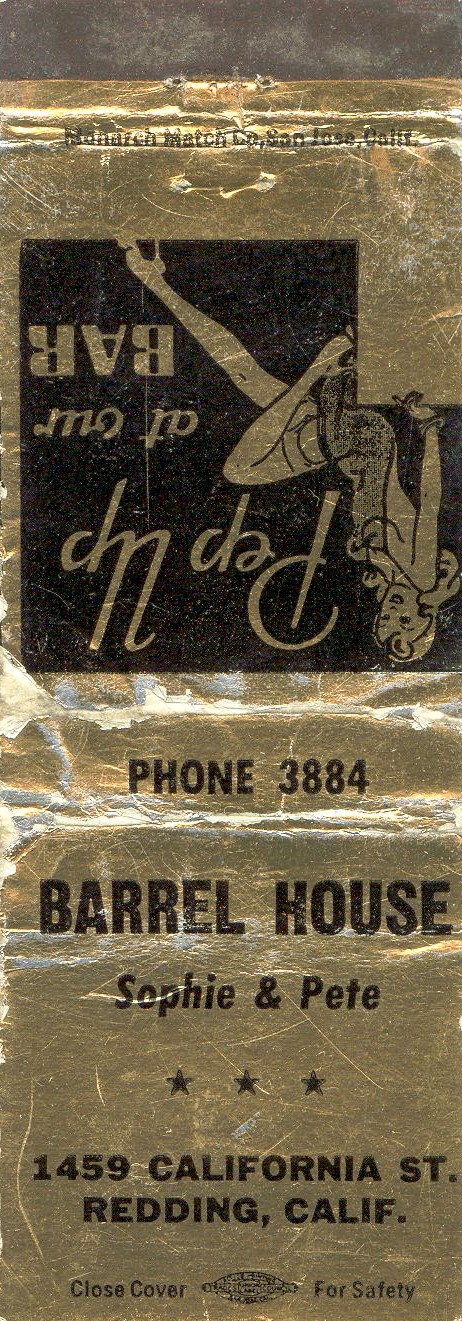 Monarch Match Co., San Jose, Calif.
Pep Up
at our
BAR
PHONE 3884
BARREL HOUSE
Sophie & Pete
★ ★ ★
1459 CALIFORNIA ST.
REDDING, CALIF.
Close Cover For Safety